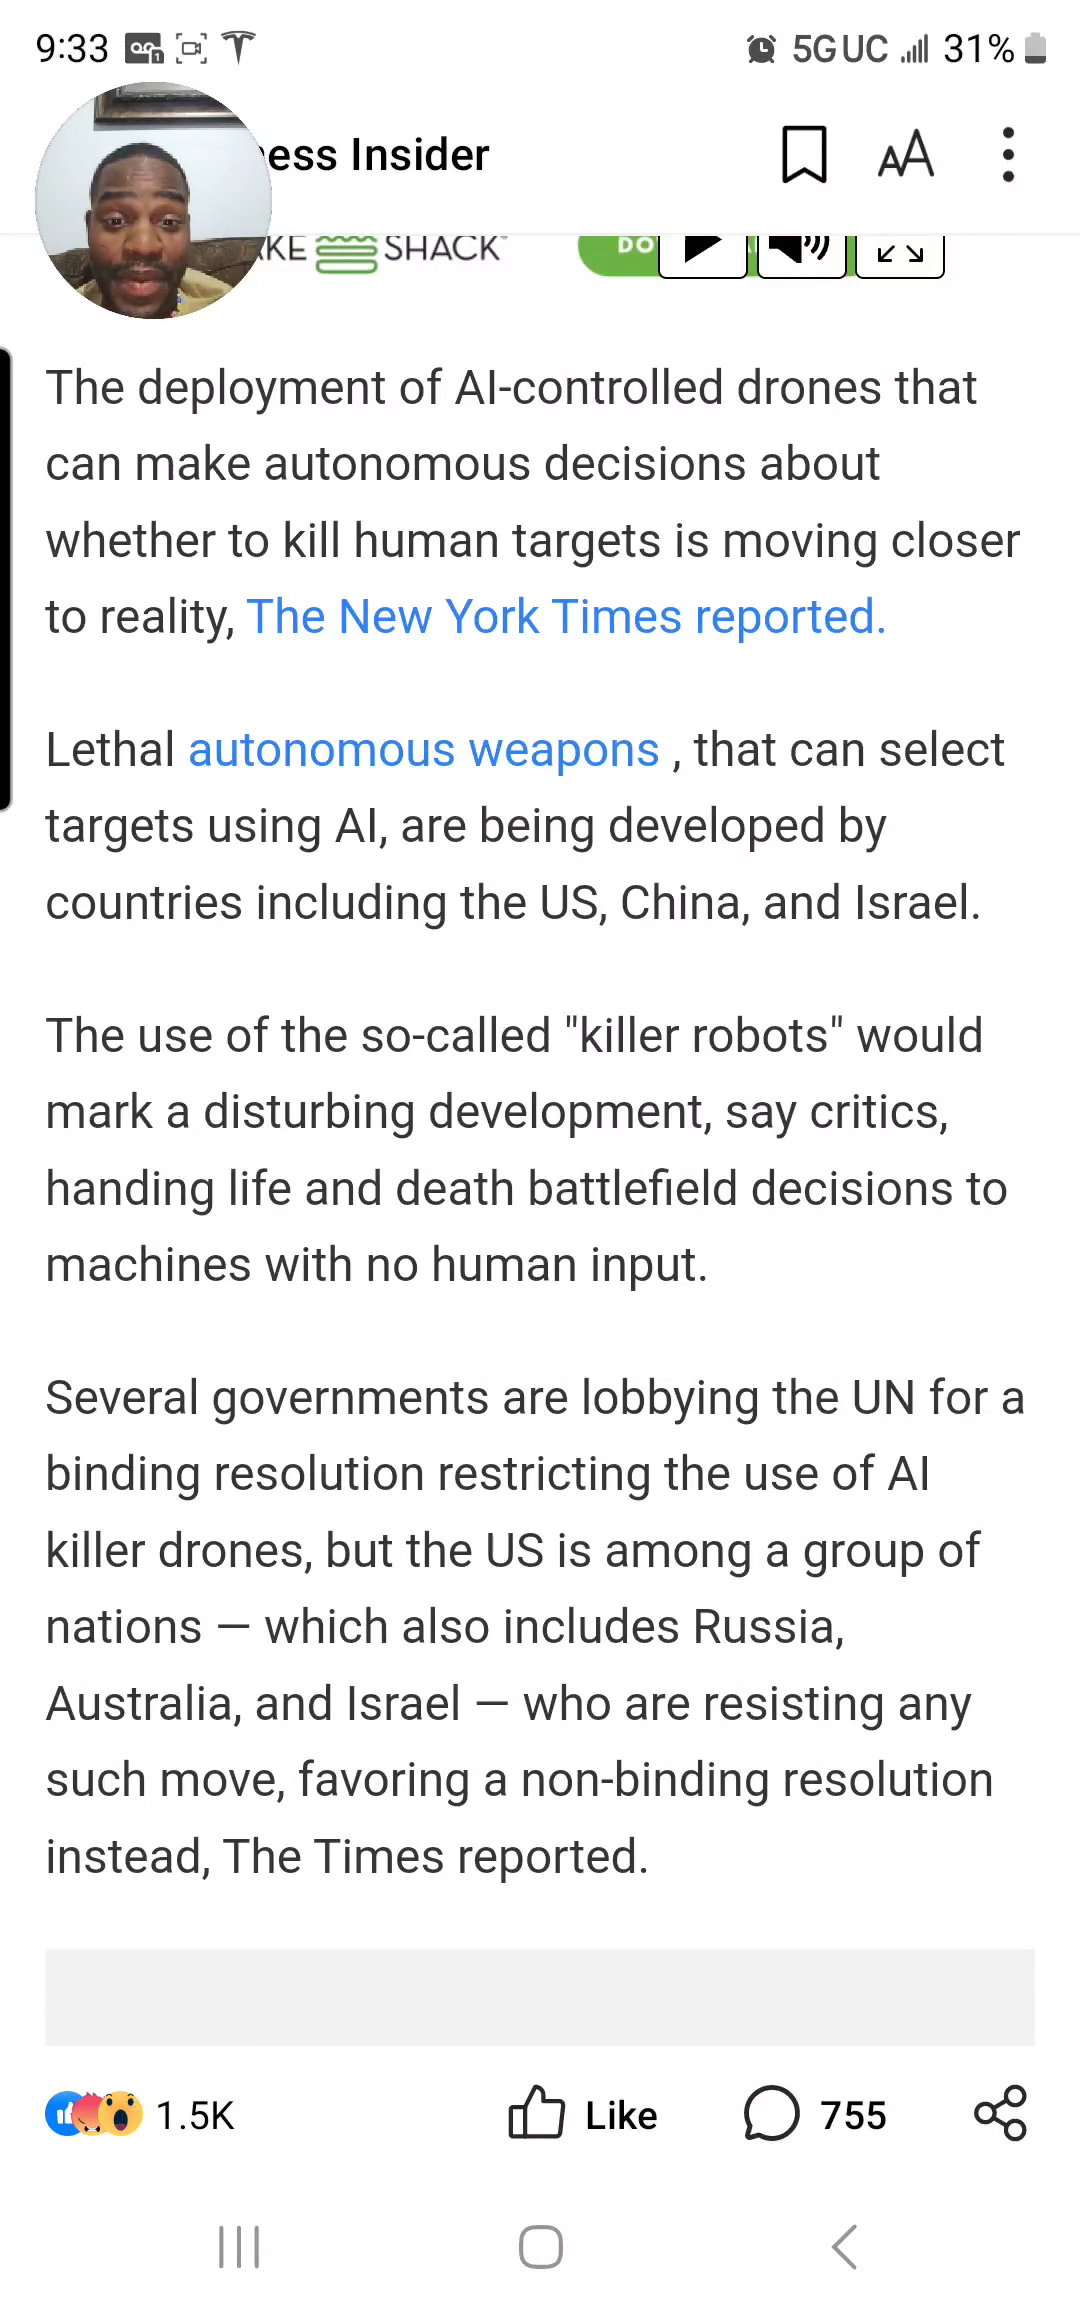 9:33 5G UC 31%
ess Insider AA
KE SHACK DO
The deployment of AI-controlled drones that
can make autonomous decisions about
whether to kill human targets is moving closer
to reality, The New York Times reported.
Lethal autonomous weapons , that can select
targets using AI, are being developed by
countries including the US, China, and Israel.
The use of the so-called "killer robots" would
mark a disturbing development, say critics,
handing life and death battlefield decisions to
machines with no human input.
Several governments are lobbying the UN for a
binding resolution restricting the use of AI
killer drones, but the US is among a group of
nations — which also includes Russia,
Australia, and Israel — who are resisting any
such move, favoring a non-binding resolution
instead, The Times reported.
1.5K Like 755